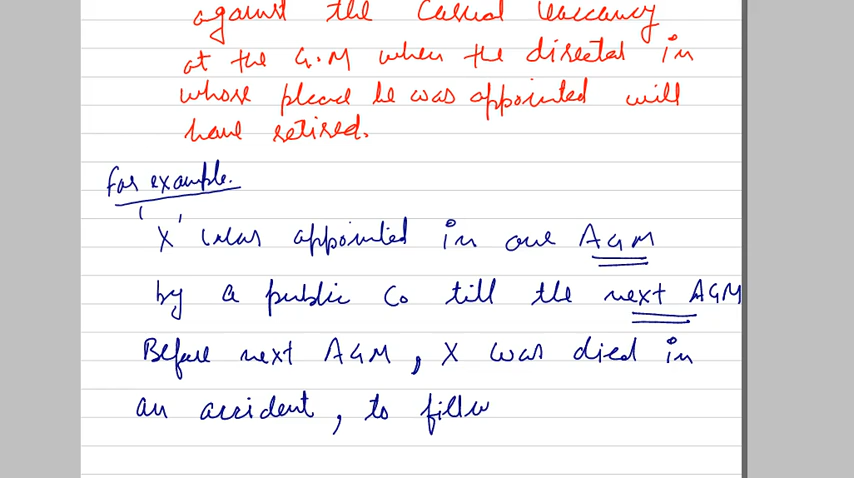 against the Casual Vaccancy
at the G.M when the director in
whose place he was appointed will
have retired.
For example.
'X' was appointed in one AGM
by a public Co till the next AGM
Before next AGM, X was died in
an accident, to fillw